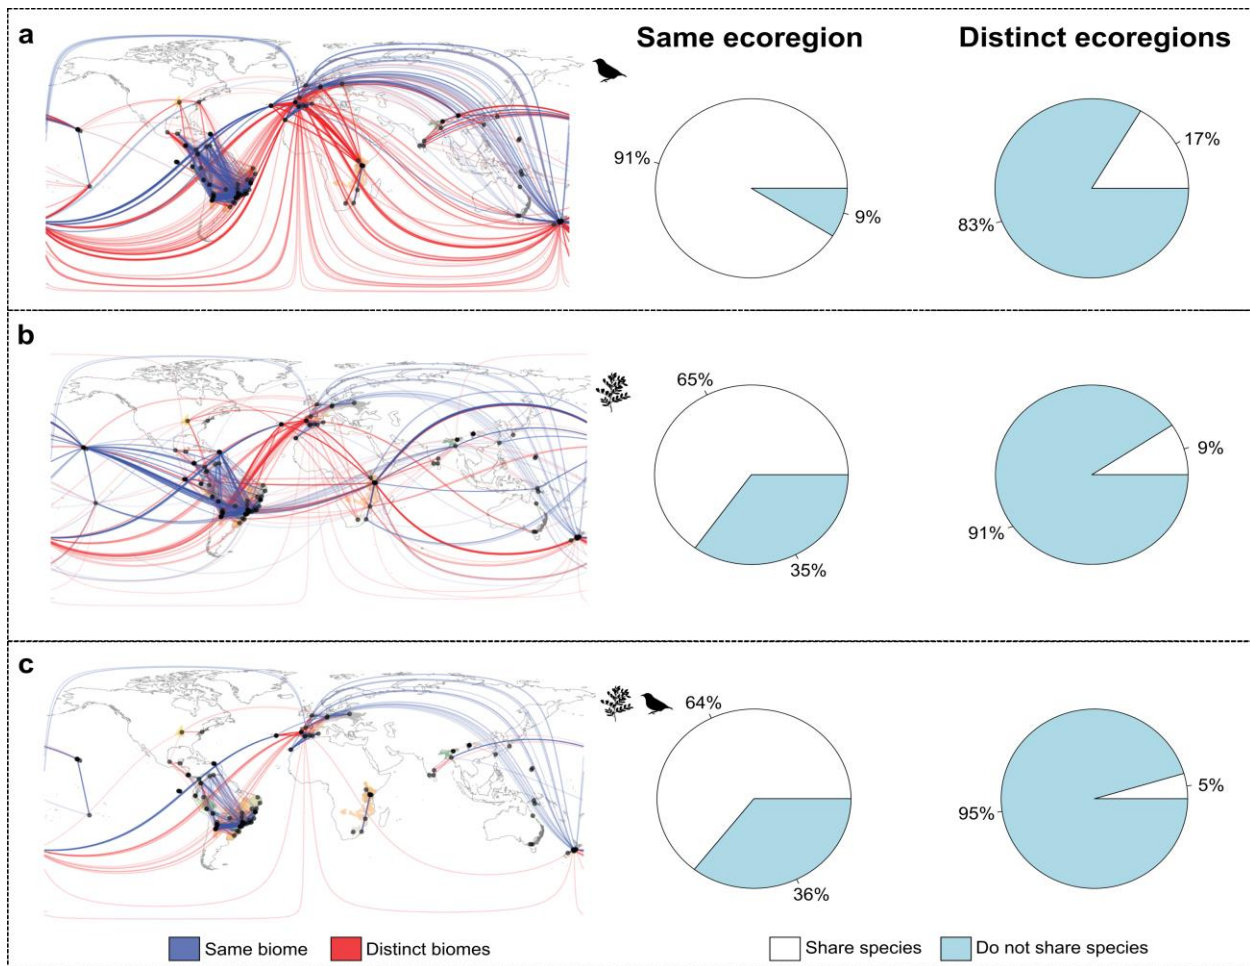 a
Same ecoregion
Distinct ecoregions
91%
9%
17%
83%
b
65%
35%
9%
91%
c
64%
36%
5%
95%
Same biome
Distinct biomes
Share species
Do not share species